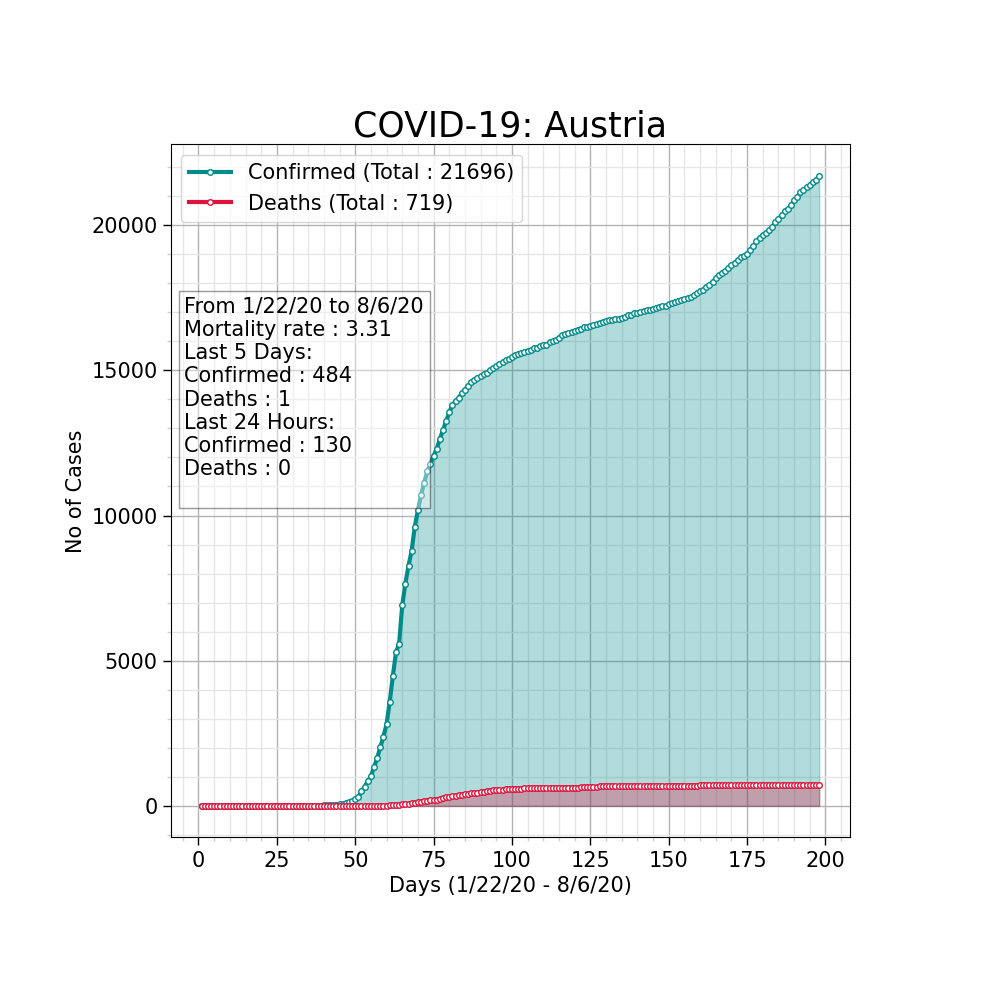 COVID-19: Austria
Confirmed (Total : 21696)
Deaths (Total : 719)
From 1/22/20 to 8/6/20
Mortality rate : 3.31
Last 5 Days:
Confirmed : 484
Deaths : 1
Last 24 Hours:
Confirmed : 130
Deaths : 0
No of Cases
20000
15000
10000
5000
0
0 25 50 75 100 125 150 175 200
Days (1/22/20 - 8/6/20)